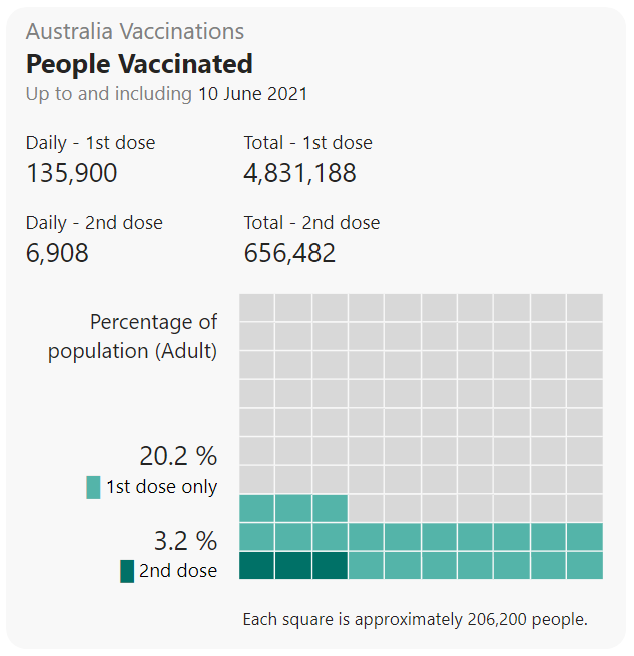 Australia Vaccinations
People Vaccinated
Up to and including 10 June 2021
Daily - 1st dose
135,900
Total - 1st dose
4,831,188
Daily - 2nd dose
6,908
Total - 2nd dose
656,482
Percentage of
population (Adult)
20.2 %
1st dose only
3.2 %
2nd dose
Each square is approximately 206,200 people.